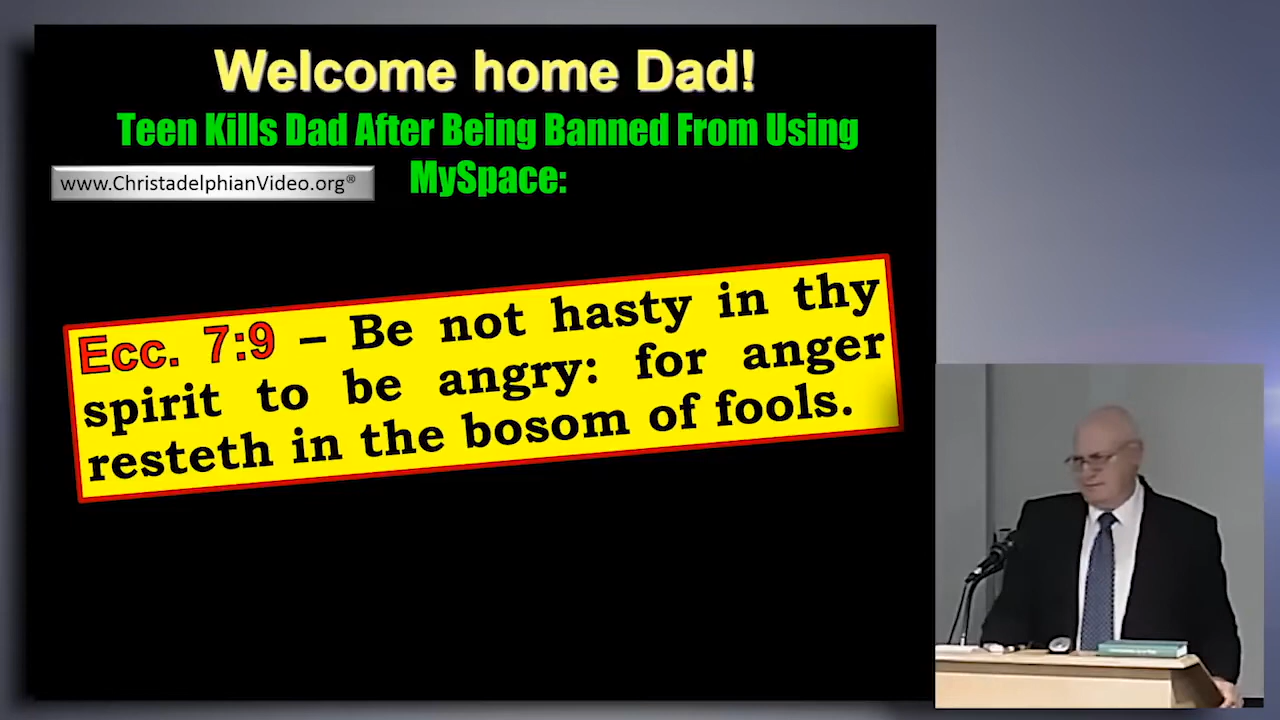 Welcome home Dad!
Teen Kills Dad After Being Banned From Using
MySpace:
www.ChristadelphianVideo.org®
Ecc. 7:9 – Be not hasty in thy
spirit to be angry: for anger
resteth in the bosom of fools.